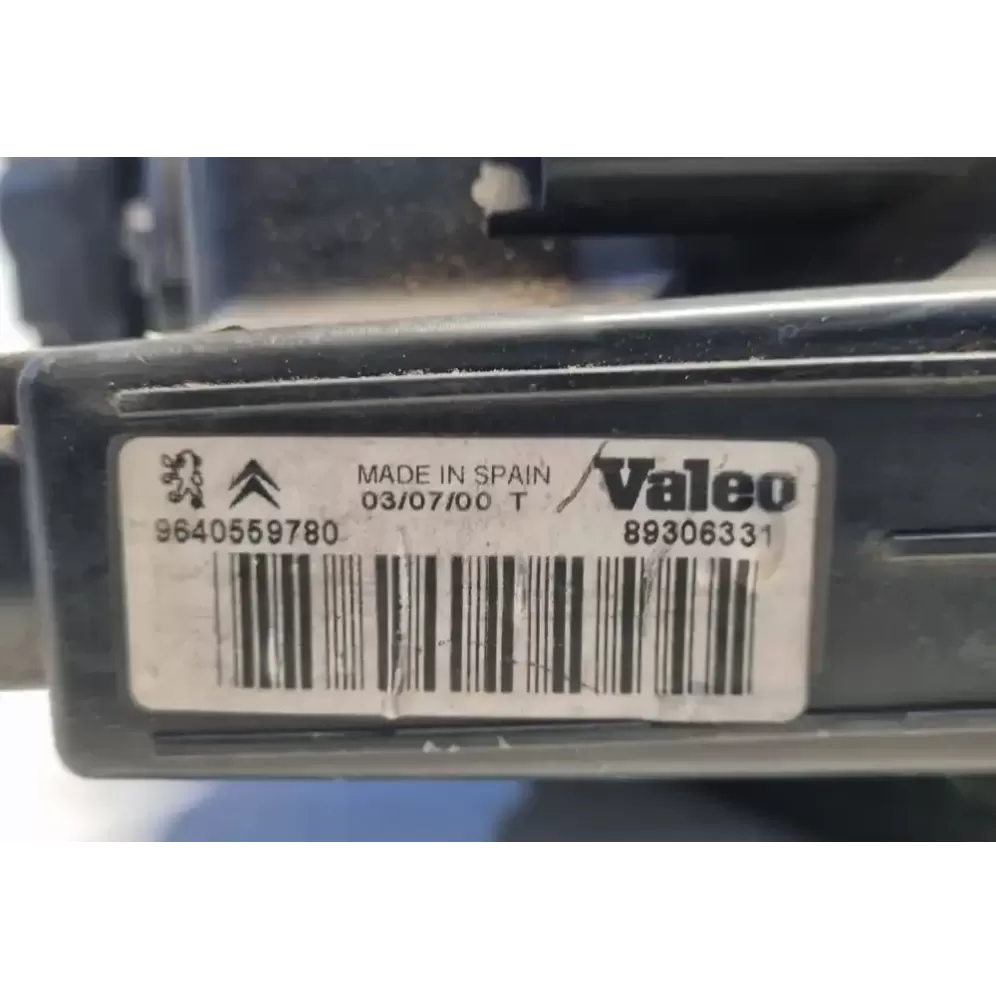 MADE IN SPAIN
03/07/00 T
Valeo
9640559780
89306331